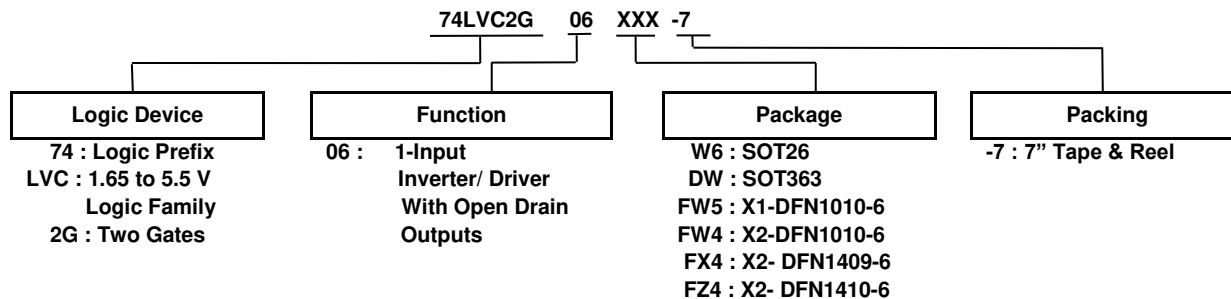 74LVC2G 06 XXX -7
Logic Device
74 : Logic Prefix
LVC : 1.65 to 5.5 V
Logic Family
2G : Two Gates
Function
06 : 1-Input
Inverter/ Driver
With Open Drain
Outputs
Package
W6 : SOT26
DW : SOT363
FW5 : X1-DFN1010-6
FW4 : X2-DFN1010-6
FX4 : X2- DFN1409-6
FZ4 : X2- DFN1410-6
Packing
-7 : 7” Tape & Reel